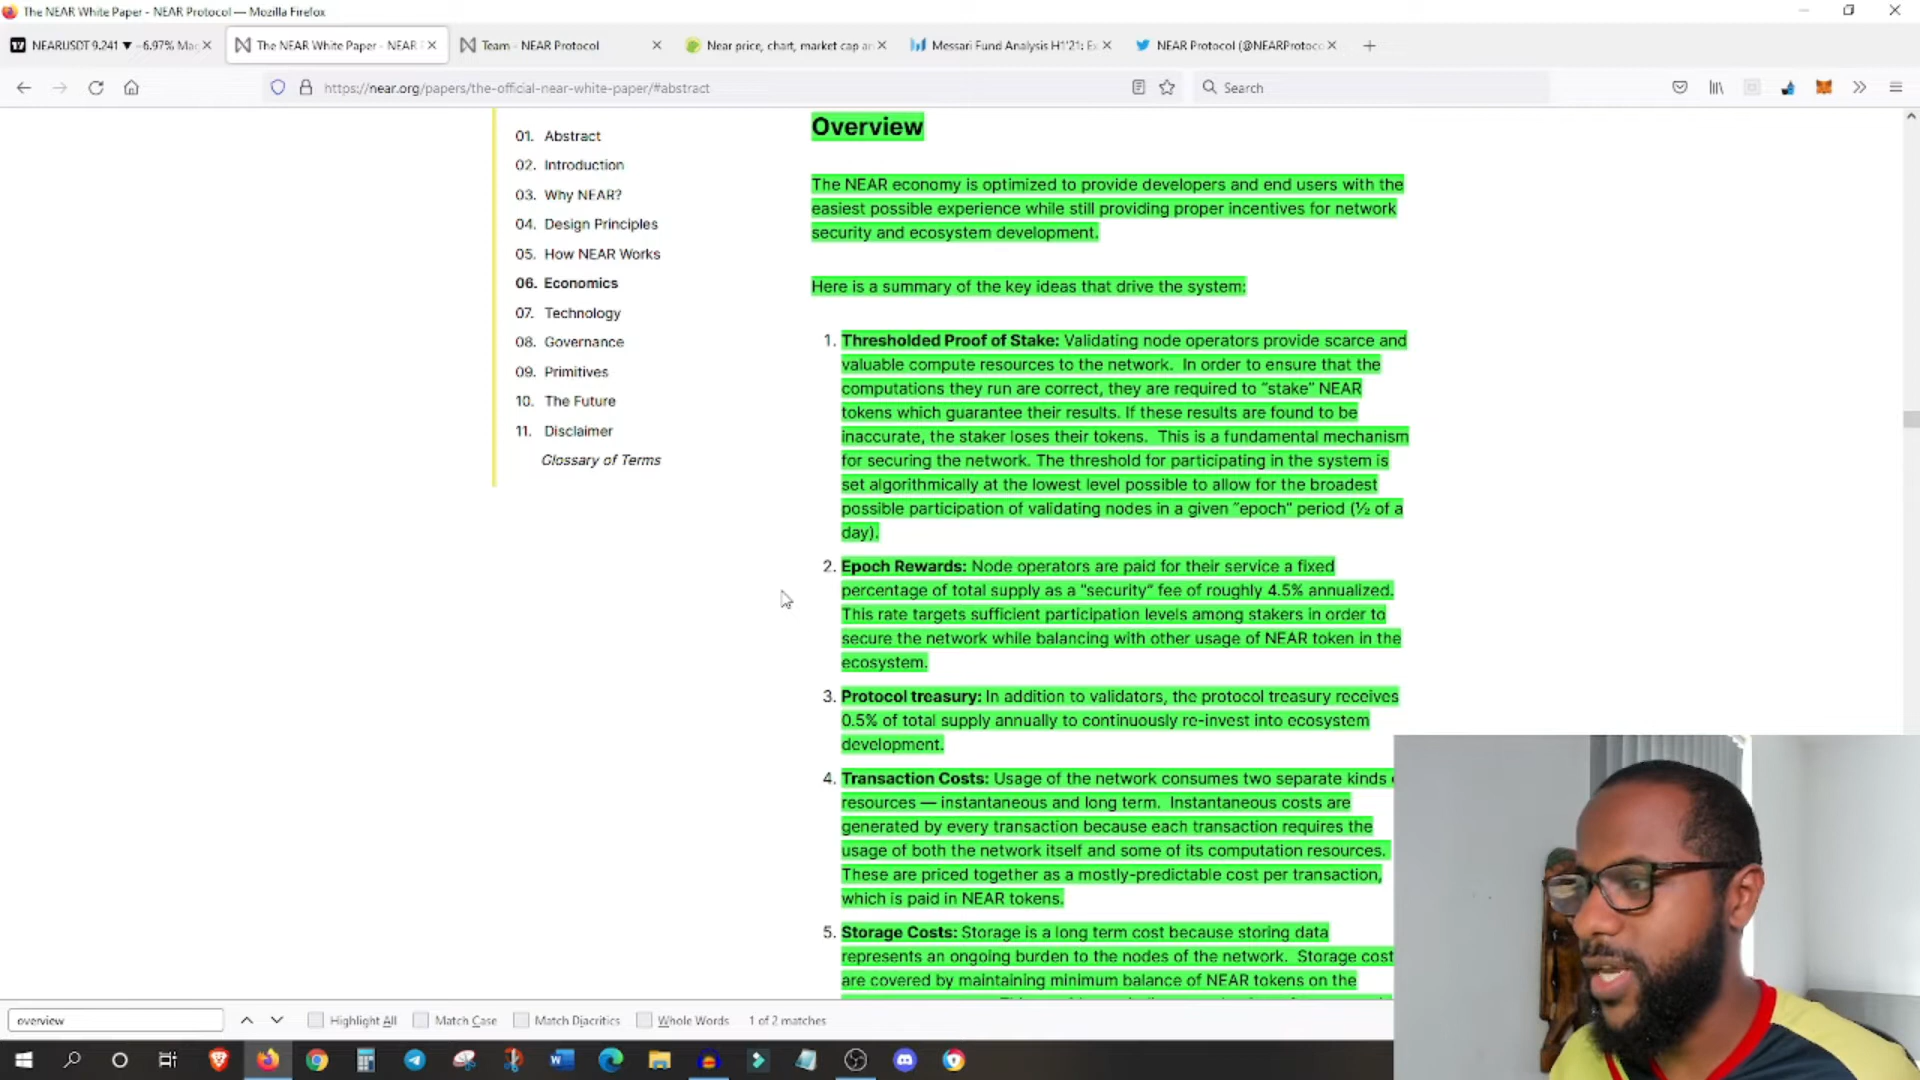 The NEAR White Paper - NEAR Protocol — Mozilla Firefox
NEARUSDT 9.241 ▼ −6.97%
The NEAR White Paper - NEAR
Team - NEAR Protocol
Near price, chart, market cap
Messari Fund Analysis H1'21:
NEAR Protocol (@NEARProtoco
https://near.org/papers/the-official-near-white-paper/#abstract
Search
01. Abstract
02. Introduction
03. Why NEAR?
04. Design Principles
05. How NEAR Works
06. Economics
07. Technology
08. Governance
09. Primitives
10. The Future
11. Disclaimer
Glossary of Terms
Overview
The NEAR economy is optimized to provide developers and end users with the
easiest possible experience while still providing proper incentives for network
security and ecosystem development.
Here is a summary of the key ideas that drive the system:
1. Thresholded Proof of Stake: Validating node operators provide scarce and
valuable compute resources to the network. In order to ensure that the
computations they run are correct, they are required to “stake” NEAR
tokens which guarantee their results. If these results are found to be
inaccurate, the staker loses their tokens. This is a fundamental mechanism
for securing the network. The threshold for participating in the system is
set algorithmically at the lowest level possible to allow for the broadest
possible participation of validating nodes in a given “epoch” period (½ of a
day).
2. Epoch Rewards: Node operators are paid for their service a fixed
percentage of total supply as a “security” fee of roughly 4.5% annualized.
This rate targets sufficient participation levels among stakers in order to
secure the network while balancing with other usage of NEAR token in the
ecosystem.
3. Protocol treasury: In addition to validators, the protocol treasury receives
0.5% of total supply annually to continuously re-invest into ecosystem
development.
4. Transaction Costs: Usage of the network consumes two separate kinds
resources — instantaneous and long term. Instantaneous costs are
generated by every transaction because each transaction requires the
usage of both the network itself and some of its computation resources.
These are priced together as a mostly-predictable cost per transaction,
which is paid in NEAR tokens.
5. Storage Costs: Storage is a long term cost because storing data
represents an ongoing burden to the nodes of the network. Storage cost
are covered by maintaining minimum balance of NEAR tokens on the
overview
Highlight All
Match Case
Match Diacritics
Whole Words
1 of 2 matches